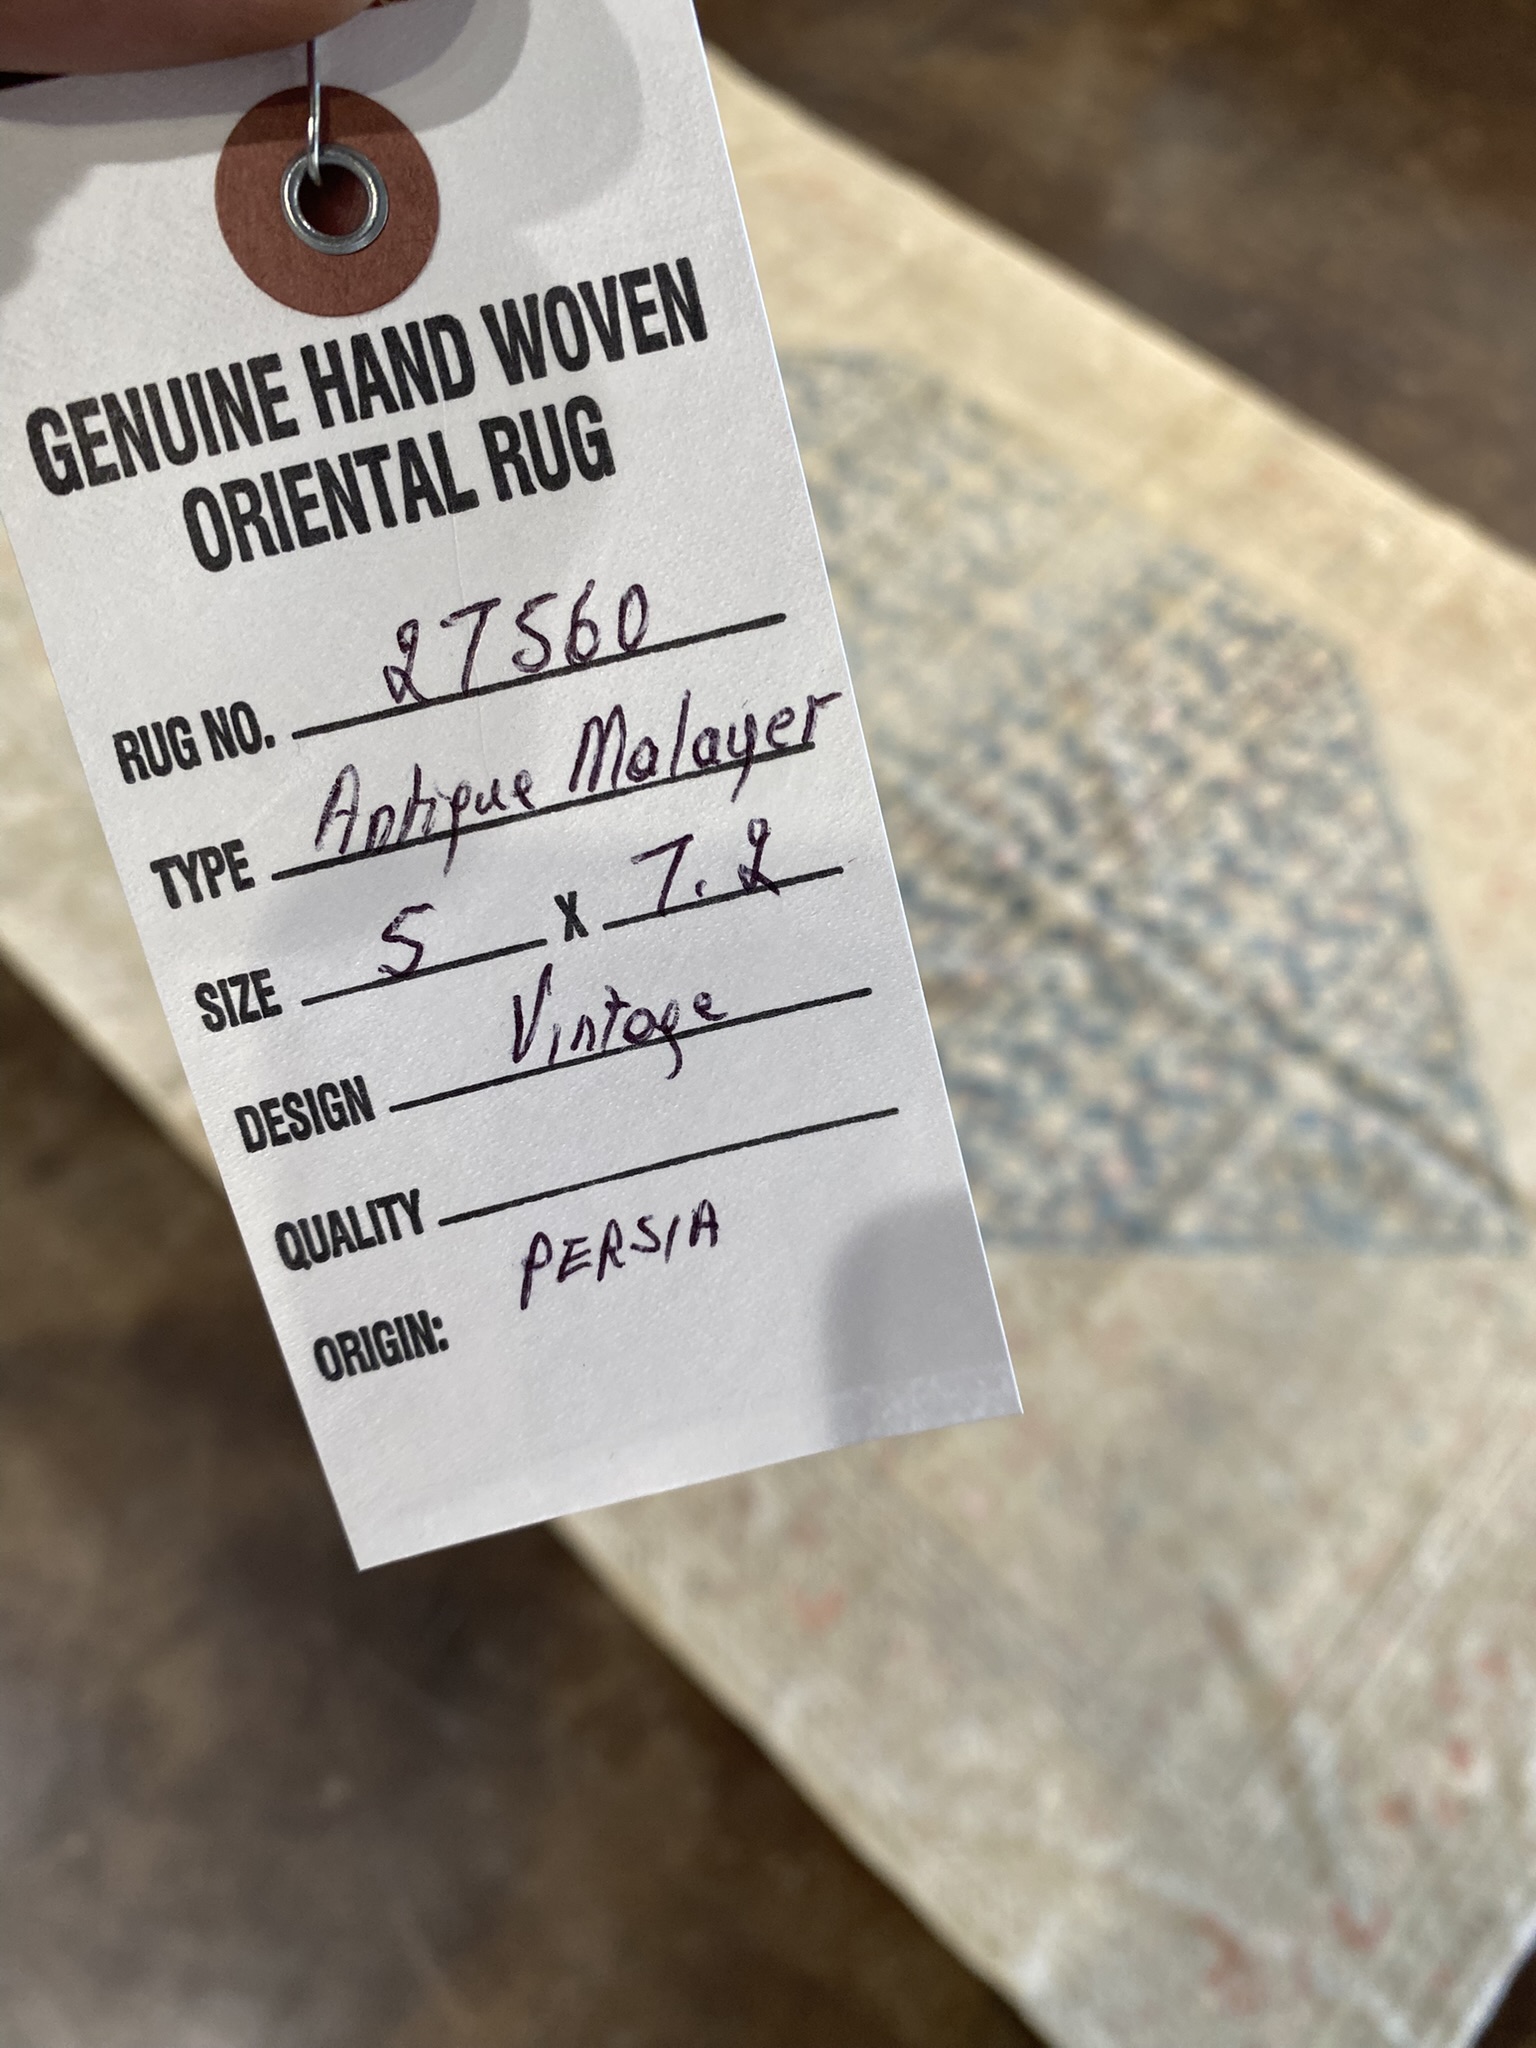 GENUINE HAND WOVEN
ORIENTAL RUG
RUG NO. 27560
TYPE Antique Malayer
SIZE 5 X 7.2
DESIGN Vintage
QUALITY
ORIGIN: PERSIA